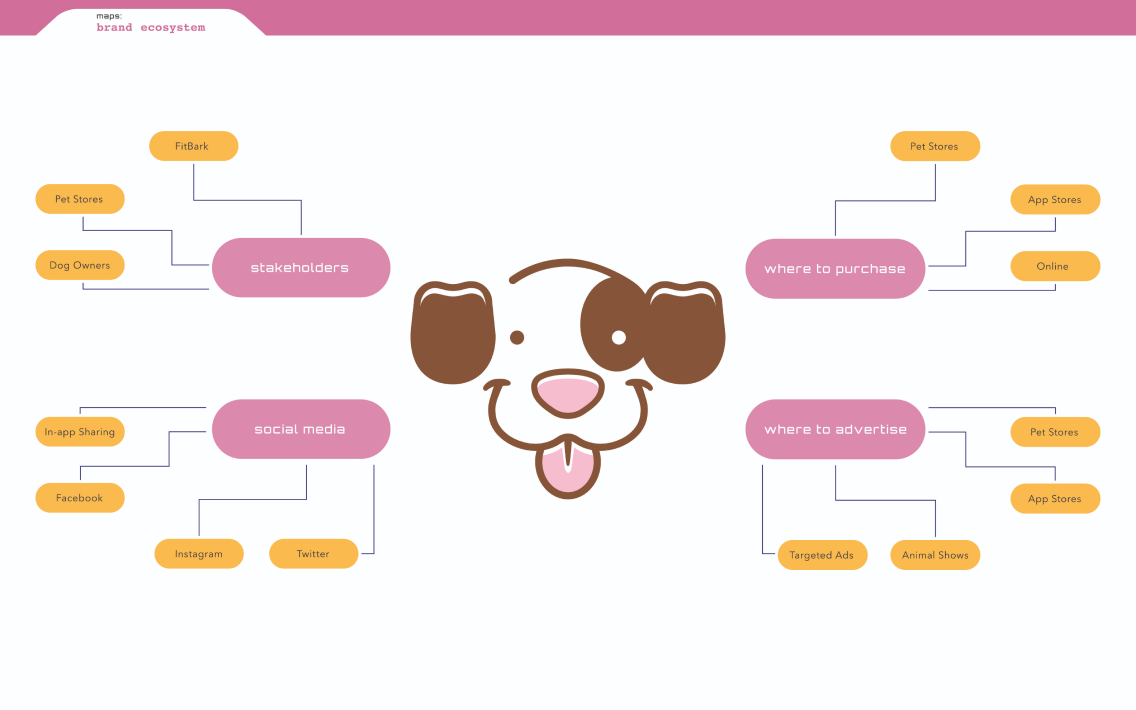 maps:
brand ecosystem
FitBark
Pet Stores
Dog Owners
stakeholders
Pet Stores
App Stores
Online
where to purchase
In-app Sharing
Facebook
Instagram
Twitter
social media
where to advertise
Pet Stores
App Stores
Targeted Ads
Animal Shows